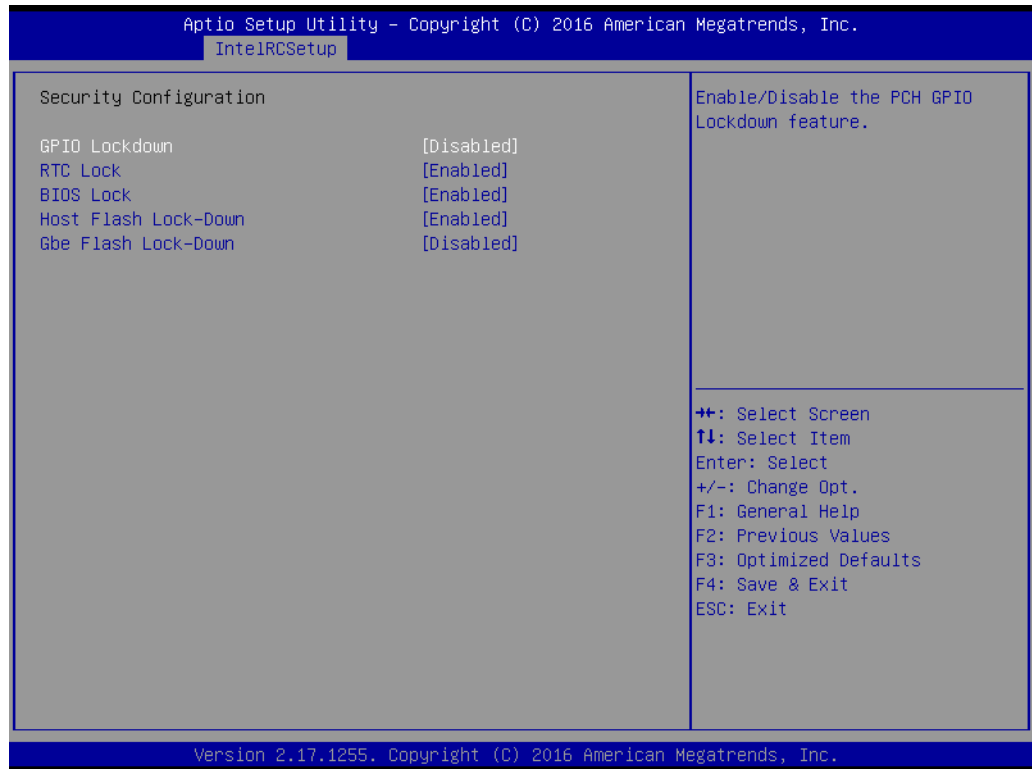 Aptio Setup Utility – Copyright (C) 2016 American Megatrends, Inc.
IntelRCSetup
Security Configuration
GPIO Lockdown [Disabled]
RTC Lock [Enabled]
BIOS Lock [Enabled]
Host Flash Lock-Down [Enabled]
Gbe Flash Lock-Down [Disabled]
Enable/Disable the PCH GPIO
Lockdown feature.
→←: Select Screen
↑↓: Select Item
Enter: Select
+/-: Change Opt.
F1: General Help
F2: Previous Values
F3: Optimized Defaults
F4: Save & Exit
ESC: Exit
Version 2.17.1255. Copyright (C) 2016 American Megatrends, Inc.